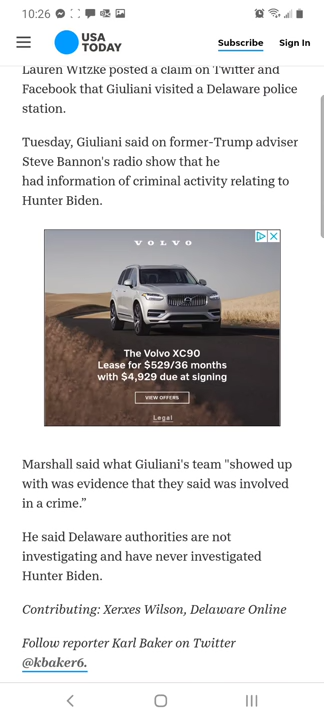 10:26
USA
TODAY
Subscribe
Sign In
Lauren Witzke posted a claim on Twitter and
Facebook that Giuliani visited a Delaware police
station.
Tuesday, Giuliani said on former-Trump adviser
Steve Bannon's radio show that he
had information of criminal activity relating to
Hunter Biden.
VOLVO
The Volvo XC90
Lease for $529/36 months
with $4,929 due at signing
VIEW OFFERS
Legal
Marshall said what Giuliani's team "showed up
with was evidence that they said was involved
in a crime.”
He said Delaware authorities are not
investigating and have never investigated
Hunter Biden.
Contributing: Xerxes Wilson, Delaware Online
Follow reporter Karl Baker on Twitter
@kbaker6.